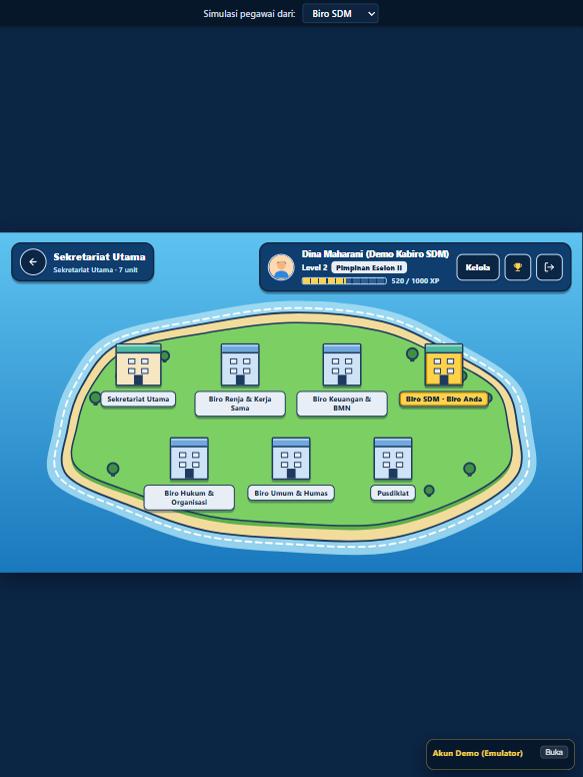 Simulasi pegawai dari: Biro SDM
Sekretariat Utama
Sekretariat Utama · 7 unit
Dina Maharani (Demo Kabiro SDM)
Level 2 Pimpinan Eselon II
520 / 1000 XP
Kelola
Sekretariat Utama
Biro Renja & Kerja
Sama
Biro Keuangan &
BMN
Biro SDM · Biro Anda
Biro Hukum &
Organisasi
Biro Umum & Humas
Pusdiklat
Akun Demo (Emulator) Buka